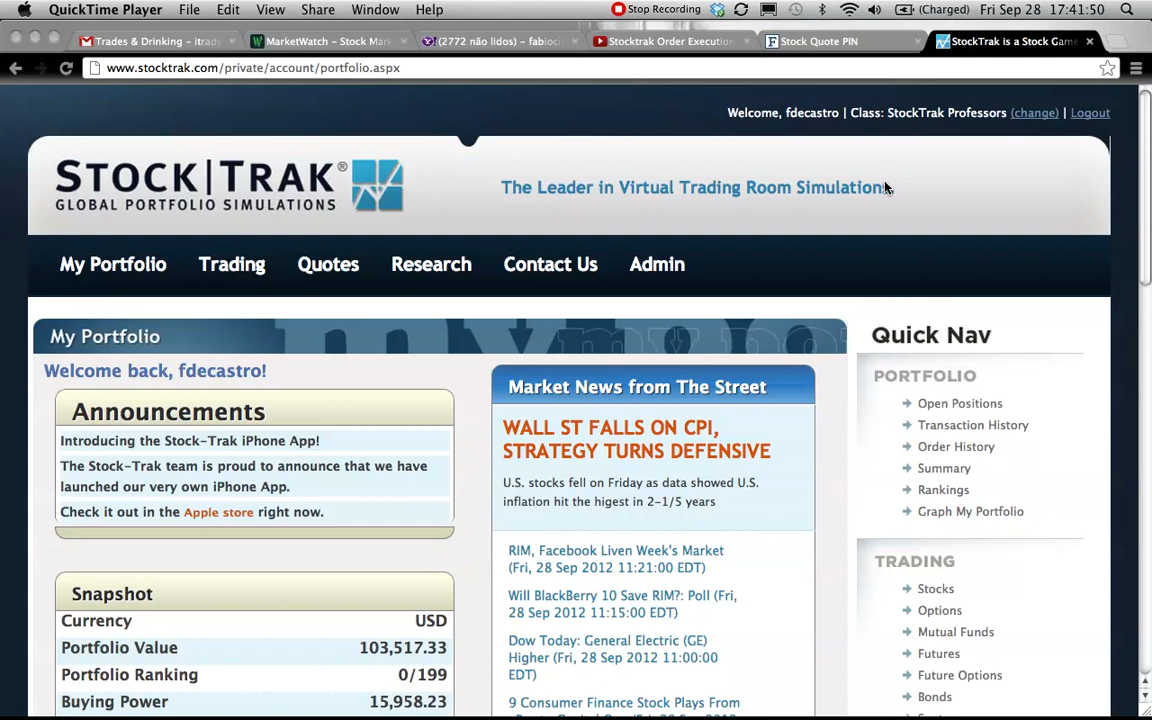 QuickTime Player File Edit View Share Window Help Stop Recording (Charged) Fri Sep 28 17:41:50
Trades & Drinking – itrad
MarketWatch – Stock Mar
(2772 não lidos) – fabioc
Stocktrak Order Execution
Stock Quote PIN
StockTrak is a Stock Game
www.stocktrak.com/private/account/portfolio.aspx
Welcome, fdecastro | Class: StockTrak Professors (change) | Logout
STOCK|TRAK®
GLOBAL PORTFOLIO SIMULATIONS
The Leader in Virtual Trading Room Simulations
My Portfolio Trading Quotes Research Contact Us Admin
My Portfolio
Welcome back, fdecastro!
Announcements
Introducing the Stock-Trak iPhone App!
The Stock-Trak team is proud to announce that we have
launched our very own iPhone App.
Check it out in the Apple store right now.
Snapshot
Currency USD
Portfolio Value 103,517.33
Portfolio Ranking 0/199
Buying Power 15,958.23
Market News from The Street
WALL ST FALLS ON CPI,
STRATEGY TURNS DEFENSIVE
U.S. stocks fell on Friday as data showed U.S.
inflation hit the higest in 2-1/5 years
RIM, Facebook Liven Week's Market
(Fri, 28 Sep 2012 11:21:00 EDT)
Will BlackBerry 10 Save RIM?: Poll (Fri,
28 Sep 2012 11:15:00 EDT)
Dow Today: General Electric (GE)
Higher (Fri, 28 Sep 2012 11:00:00
EDT)
9 Consumer Finance Stock Plays From
Quick Nav
PORTFOLIO
Open Positions
Transaction History
Order History
Summary
Rankings
Graph My Portfolio
TRADING
Stocks
Options
Mutual Funds
Futures
Future Options
Bonds